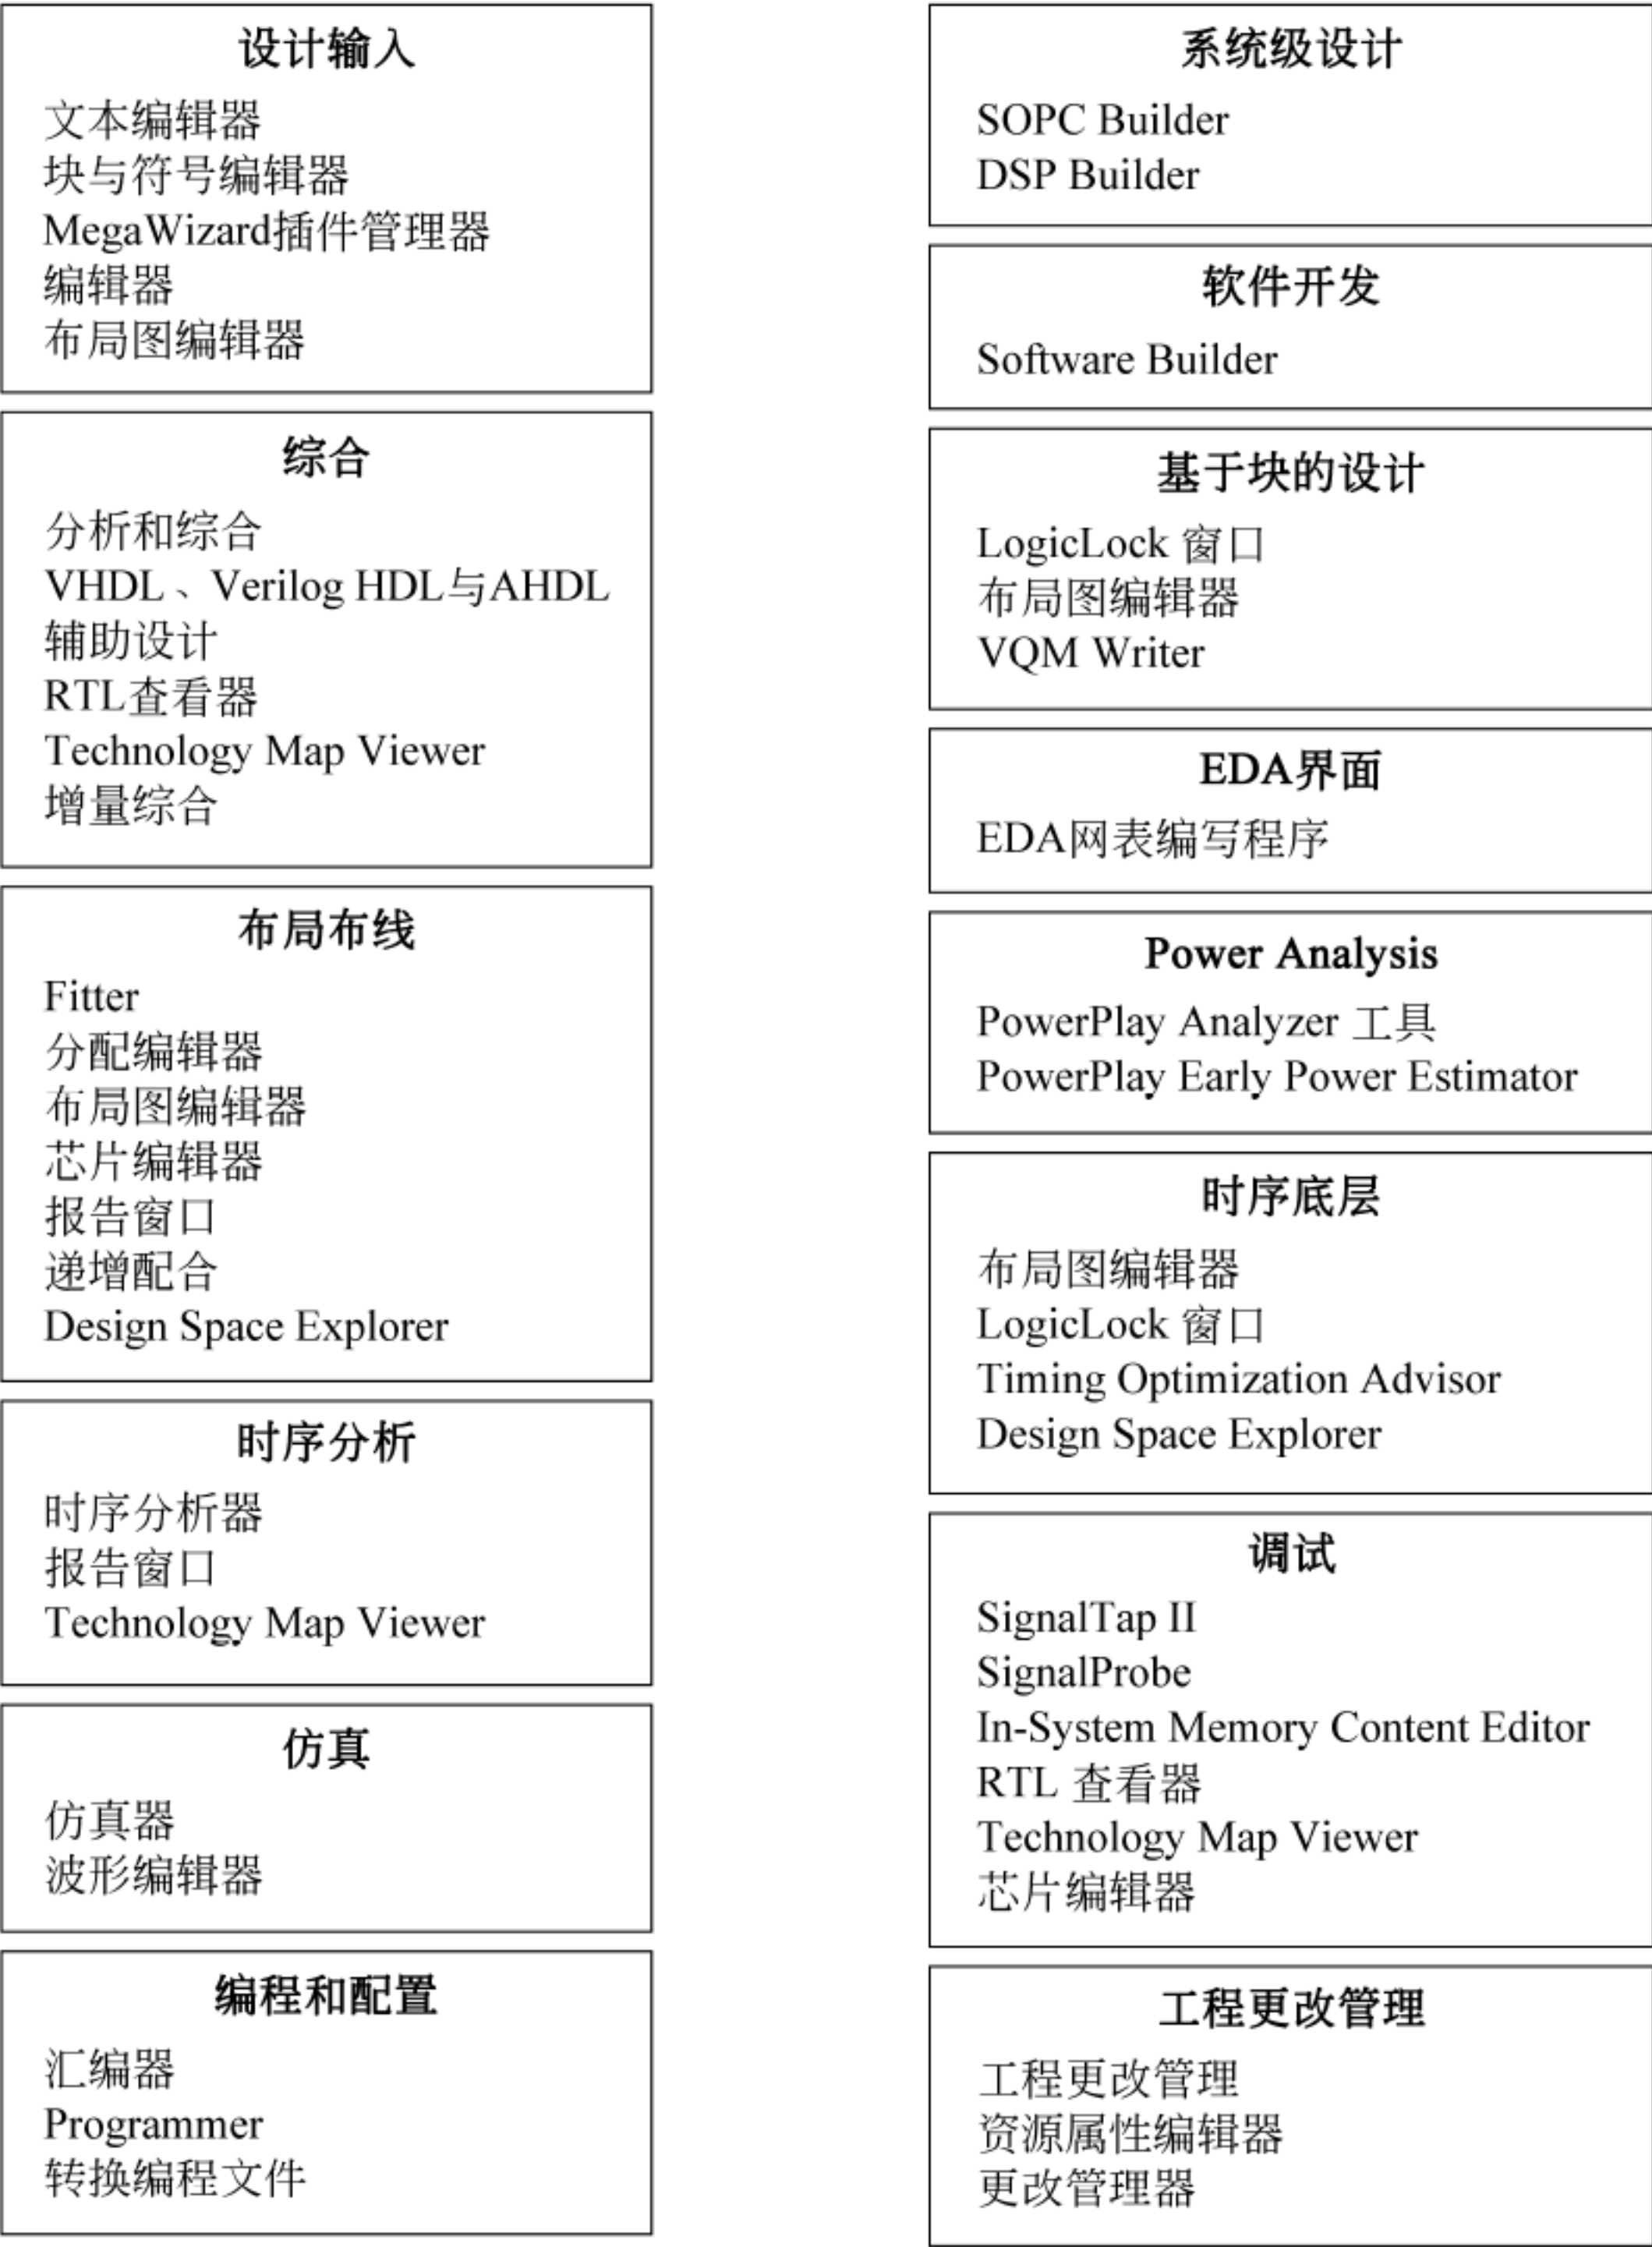 设计输入
文本编辑器
块与符号编辑器
MegaWizard插件管理器
编辑器
布局图编辑器
综合
分析和综合
VHDL、Verilog HDL与AHDL
辅助设计
RTL查看器
Technology Map Viewer
增量综合
布局布线
Fitter
分配编辑器
布局图编辑器
芯片编辑器
报告窗口
递增配合
Design Space Explorer
时序分析
时序分析器
报告窗口
Technology Map Viewer
仿真
仿真器
波形编辑器
编程和配置
汇编器
Programmer
转换编程文件
系统级设计
SOPC Builder
DSP Builder
软件开发
Software Builder
基于块的设计
LogicLock 窗口
布局图编辑器
VQM Writer
EDA界面
EDA网表编写程序
Power Analysis
PowerPlay Analyzer 工具
PowerPlay Early Power Estimator
时序底层
布局图编辑器
LogicLock 窗口
Timing Optimization Advisor
Design Space Explorer
调试
SignalTap II
SignalProbe
In-System Memory Content Editor
RTL 查看器
Technology Map Viewer
芯片编辑器
工程更改管理
工程更改管理
资源属性编辑器
更改管理器